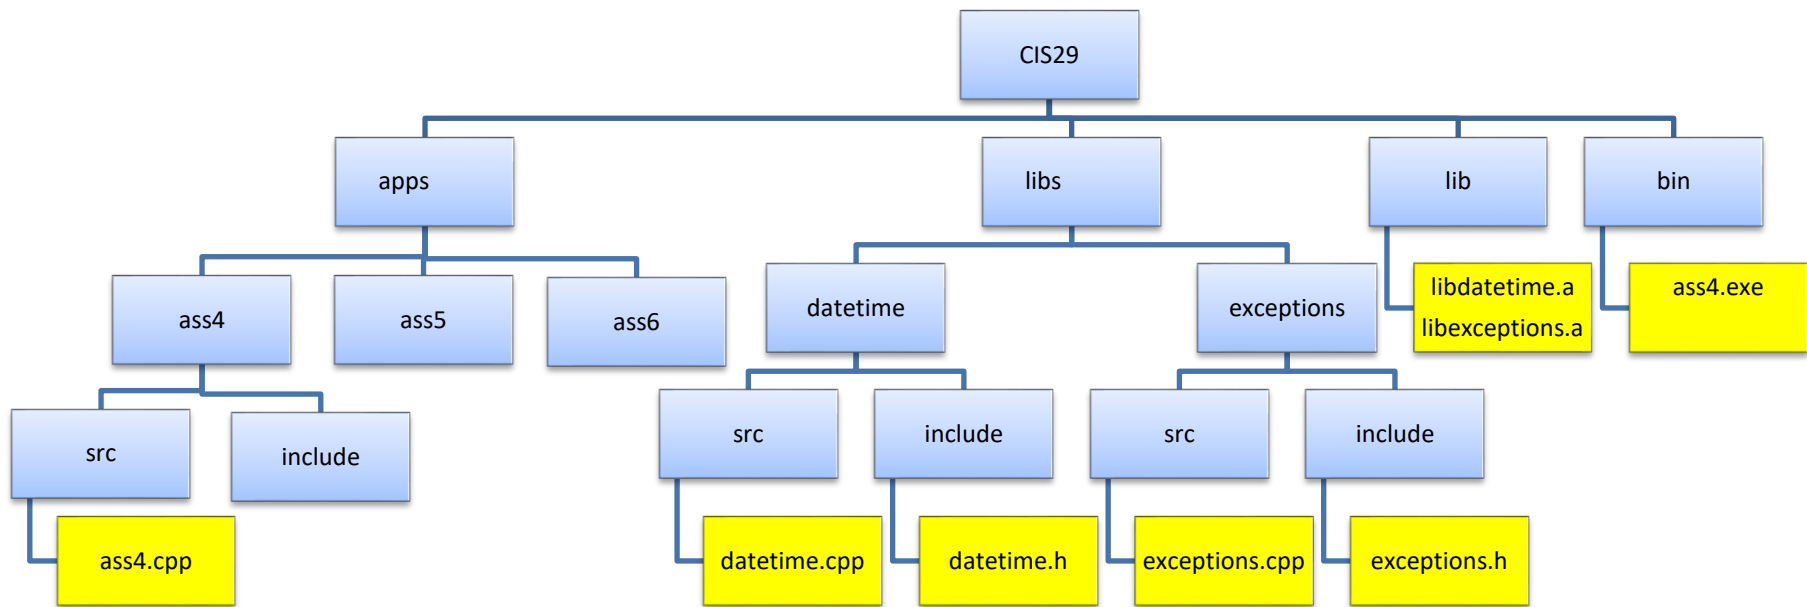 CIS29
apps
libs
lib
bin
ass4
ass5
ass6
datetime
exceptions
libdatetime.a
libexceptions.a
ass4.exe
src
include
src
include
src
include
ass4.cpp
datetime.cpp
datetime.h
exceptions.cpp
exceptions.h